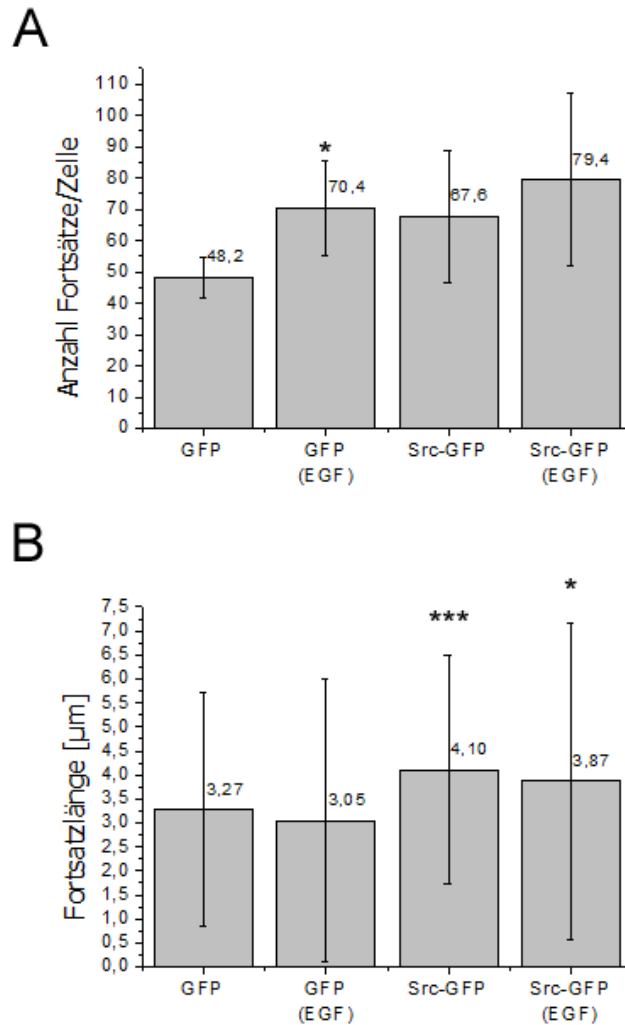 A
Anzahl Fortsätze/Zelle
110
100
90
80
70
60
50
40
30
20
10
0
48,2
*
70,4
67,6
79,4
GFP
GFP
(EGF)
Src-GFP
Src-GFP
(EGF)
B
Fortsatzlänge [µm]
7,5
7,0
6,5
6,0
5,5
5,0
4,5
4,0
3,5
3,0
2,5
2,0
1,5
1,0
0,5
0,0
3,27
3,05
***
4,10
*
3,87
GFP
GFP
(EGF)
Src-GFP
Src-GFP
(EGF)